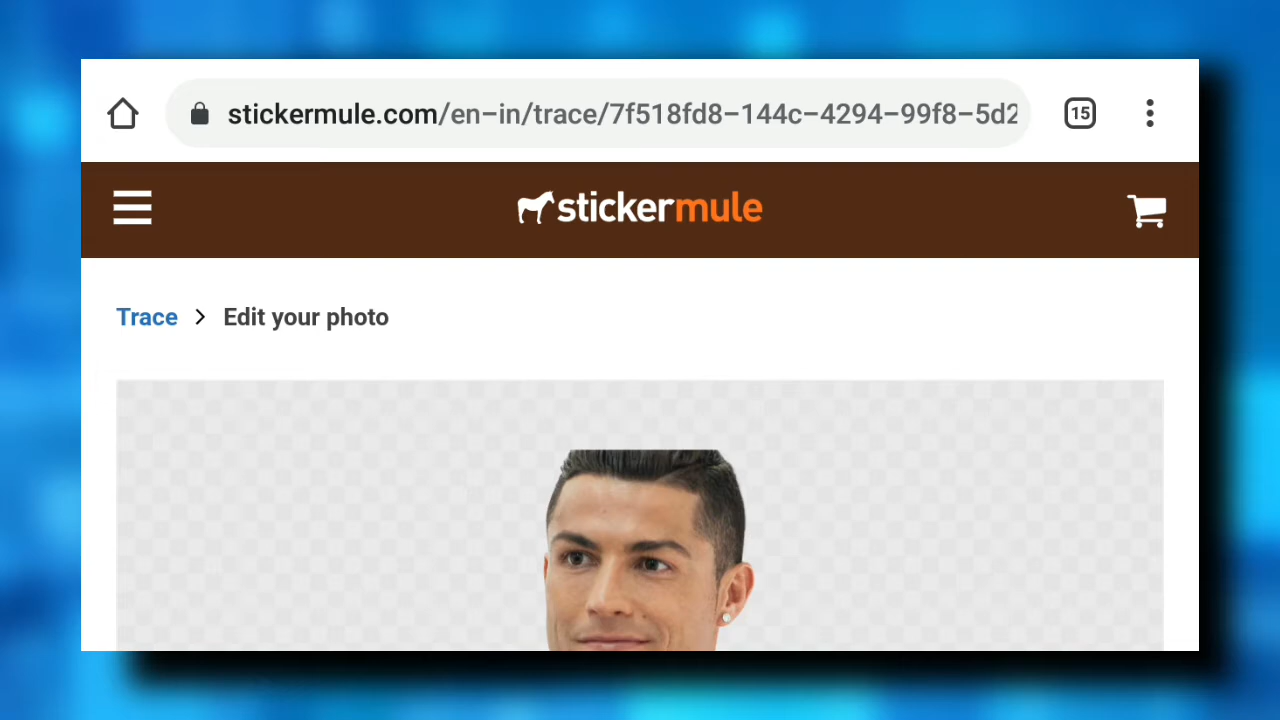 stickermule.com/en-in/trace/7f518fd8-144c-4294-99f8-5d2
15
stickermule
Trace > Edit your photo